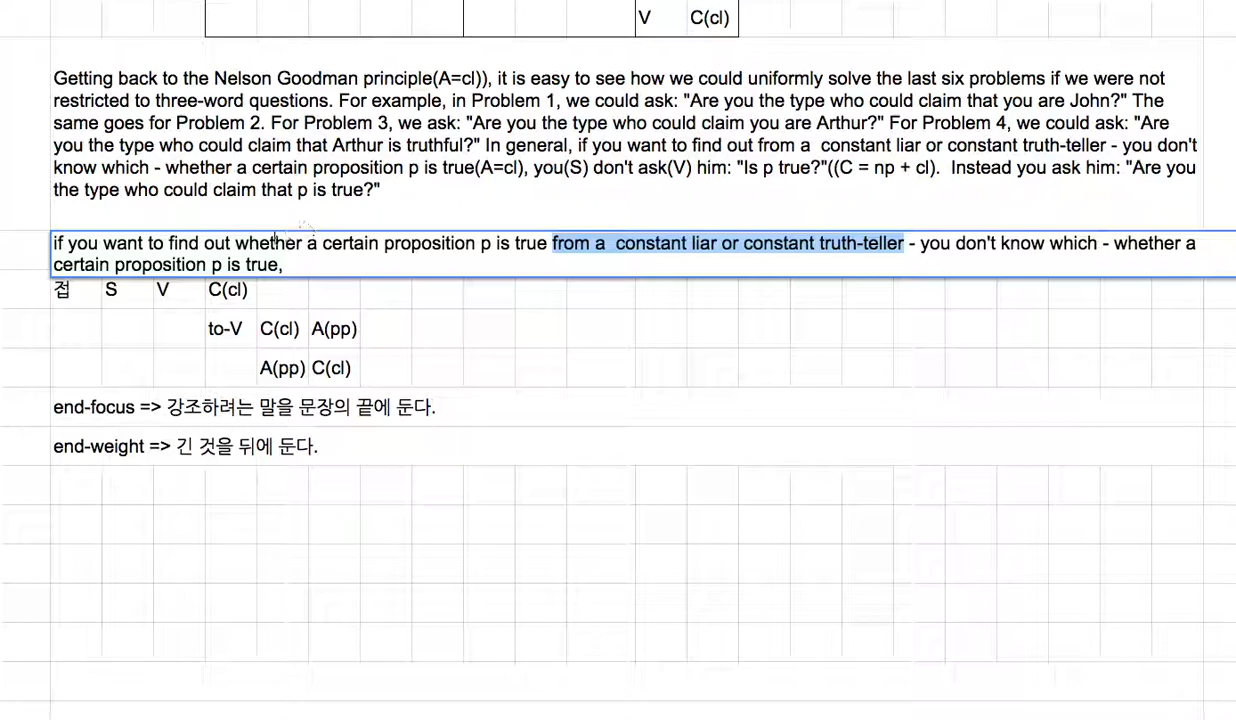 V C(cl)
Getting back to the Nelson Goodman principle(A=cl)), it is easy to see how we could uniformly solve the last six problems if we were not
restricted to three-word questions. For example, in Problem 1, we could ask: "Are you the type who could claim that you are John?" The
same goes for Problem 2. For Problem 3, we ask: "Are you the type who could claim you are Arthur?" For Problem 4, we could ask: "Are
you the type who could claim that Arthur is truthful?" In general, if you want to find out from a  constant liar or constant truth-teller - you don't
know which - whether a certain proposition p is true(A=cl), you(S) don't ask(V) him: "Is p true?"((C = np + cl).  Instead you ask him: "Are you
the type who could claim that p is true?"
if you want to find out whether a certain proposition p is true from a  constant liar or constant truth-teller - you don't know which - whether a
certain proposition p is true,
접 S V C(cl)
to-V C(cl) A(pp)
A(pp) C(cl)
end-focus => 강조하려는 말을 문장의 끝에 둔다.
end-weight => 긴 것을 뒤에 둔다.